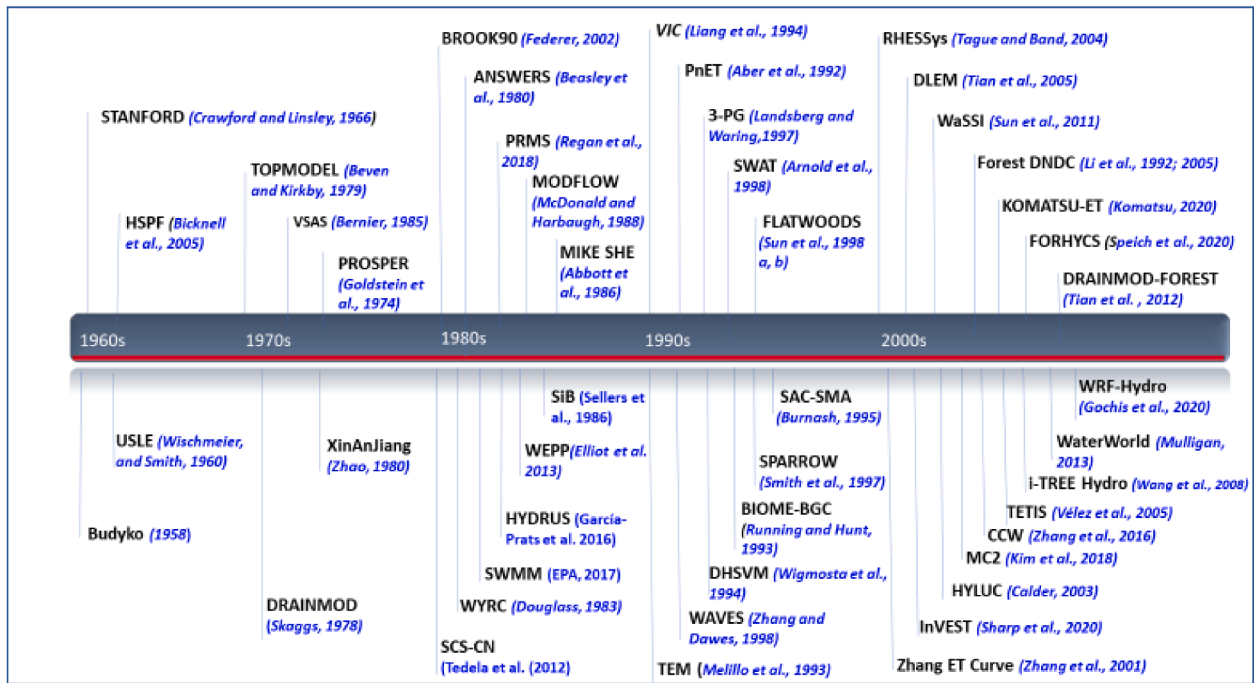 BROOK90 (Federer, 2002)
VIC (Liang et al., 1994)
RHESSys (Tague and Band, 2004)
ANSWERS (Beasley
et al., 1980)
PnET (Aber et al., 1992)
DLEM (Tian et al., 2005)
STANFORD (Crawford and Linsley, 1966)
PRMS (Regan et al.,
2018)
3-PG (Landsberg and
Waring,1997)
WaSSI (Sun et al., 2011)
TOPMODEL (Beven
and Kirkby, 1979)
MODFLOW
(McDonald and
Harbaugh, 1988)
SWAT (Arnold et al.,
1998)
Forest DNDC (Li et al., 1992; 2005)
HSPF (Bicknell
et al., 2005)
VSAS (Bernier, 1985)
FLATWOODS
(Sun et al., 1998
a, b)
KOMATSU-ET (Komatsu, 2020)
PROSPER
(Goldstein et
al., 1974)
MIKE SHE
(Abbott et
al., 1986)
FORHYCS (Speich et al., 2020)
DRAINMOD-FOREST
(Tian et al. , 2012)
1960s
1970s
1980s
1990s
2000s
SiB (Sellers et
al., 1986)
SAC-SMA
(Burnash, 1995)
WRF-Hydro
(Gochis et al., 2020)
USLE (Wischmeier,
and Smith, 1960)
XinAnJiang
(Zhao, 1980)
WEPP(Elliot et al.
2013)
SPARROW
(Smith et al., 1997)
WaterWorld (Mulligan,
2013)
i-TREE Hydro (Wang et al., 2008)
Budyko (1958)
HYDRUS (García-
Prats et al. 2016)
BIOME-BGC
(Running and Hunt,
1993)
TETIS (Vélez et al., 2005)
CCW (Zhang et al., 2016)
MC2 (Kim et al., 2018)
SWMM (EPA, 2017)
DHSVM (Wigmosta et al.,
1994)
HYLUC (Calder, 2003)
DRAINMOD
(Skaggs, 1978)
WYRC (Douglass, 1983)
WAVES (Zhang and
Dawes, 1998)
InVEST (Sharp et al., 2020)
SCS-CN
(Tedela et al. (2012)
TEM (Melillo et al., 1993)
Zhang ET Curve (Zhang et al., 2001)